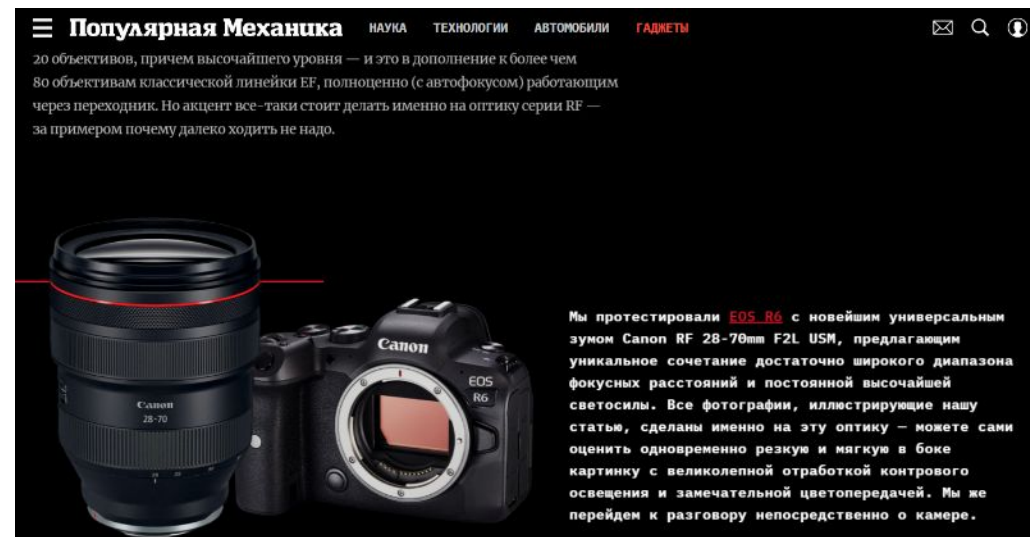 Популярная Механика НАУКА ТЕХНОЛОГИИ АВТОМОБИЛИ ГАДЖЕТЫ
20 объективов, причем высочайшего уровня — и это в дополнение к более чем
80 объективам классической линейки EF, полноценно (с автофокусом) работающим
через переходник. Но акцент все-таки стоит делать именно на оптику серии RF —
за примером почему далеко ходить не надо.
Canon
28-70
Canon
EOS
R6
Мы протестировали EOS R6 с новейшим универсальным
зумом Canon RF 28-70mm F2L USM, предлагающим
уникальное сочетание достаточно широкого диапазона
фокусных расстояний и постоянной высочайшей
светосилы. Все фотографии, иллюстрирующие нашу
статью, сделаны именно на эту оптику — можете сами
оценить одновременно резкую и мягкую в боке
картинку с великолепной отработкой контрового
освещения и замечательной цветопередачей. Мы же
перейдем к разговору непосредственно о камере.